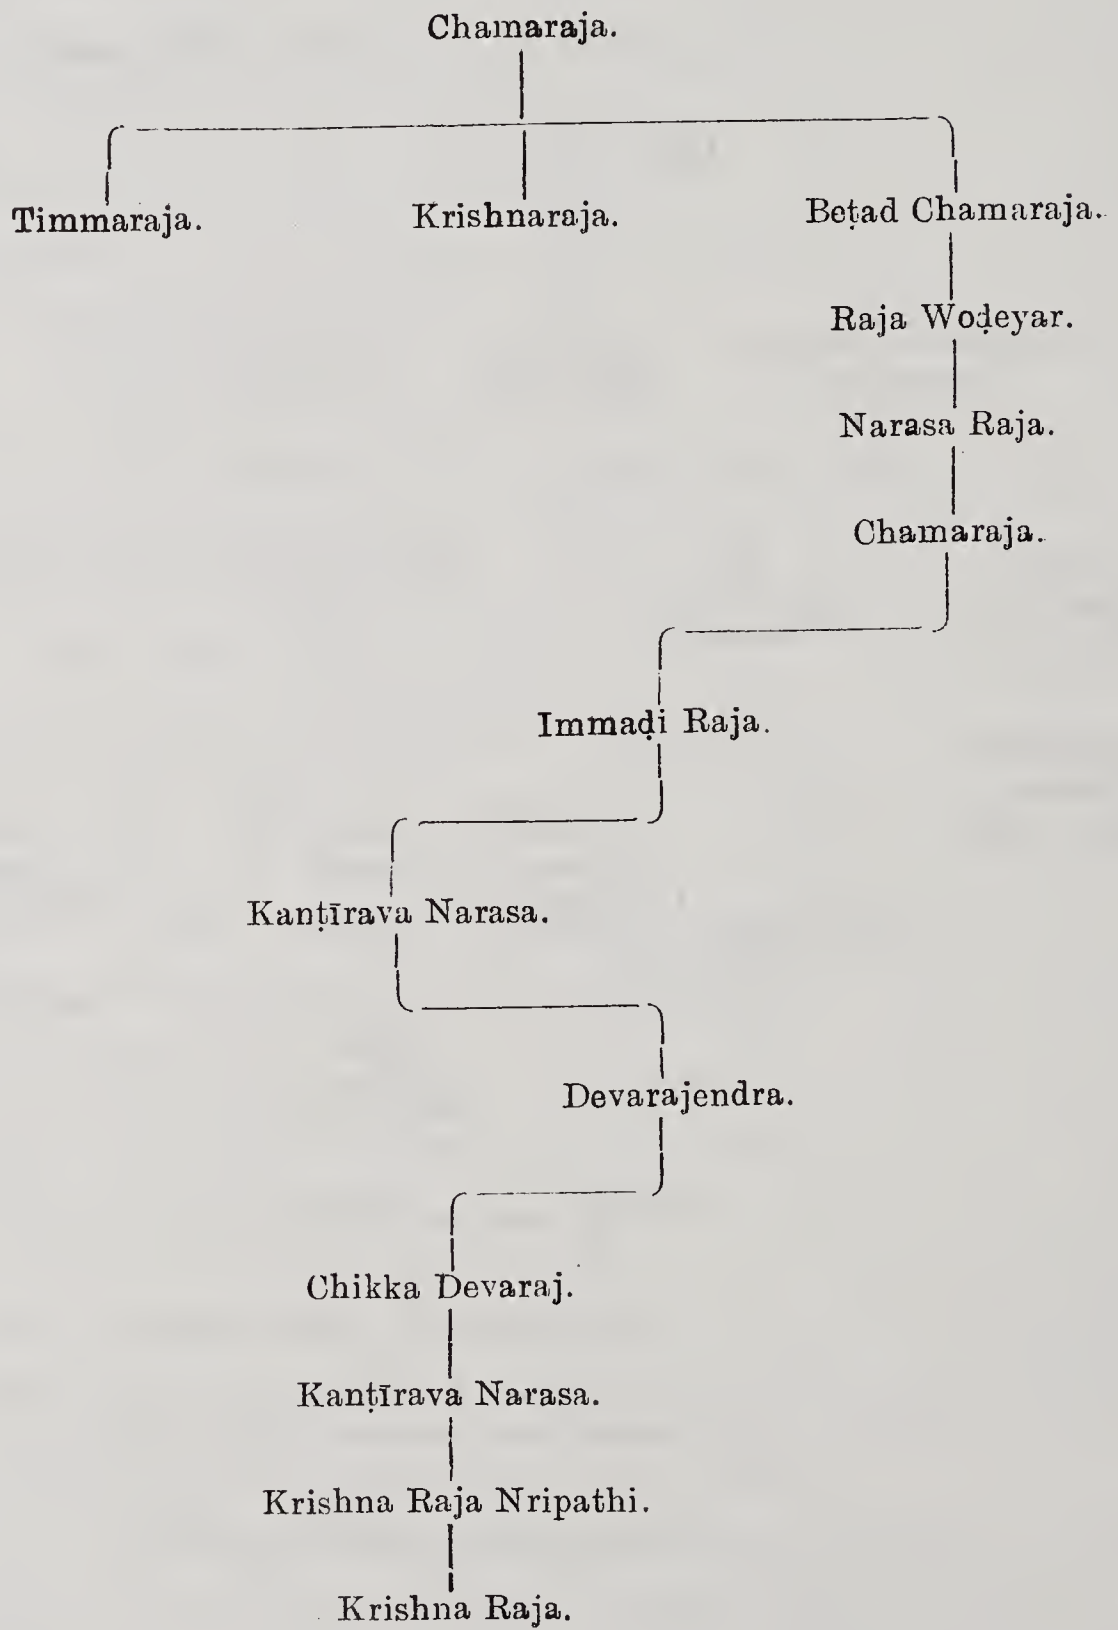 Chamaraja.
Timmaraja.
Krishnaraja.
Beṭad Chamaraja.
Raja Woḍeyar.
Narasa Raja.
Chamaraja.
Immaḍi Raja.
Kanṭīrava Narasa.
Devarajendra.
Chikka Devaraj.
Kanṭīrava Narasa.
Krishna Raja Nripathi.
Krishna Raja.